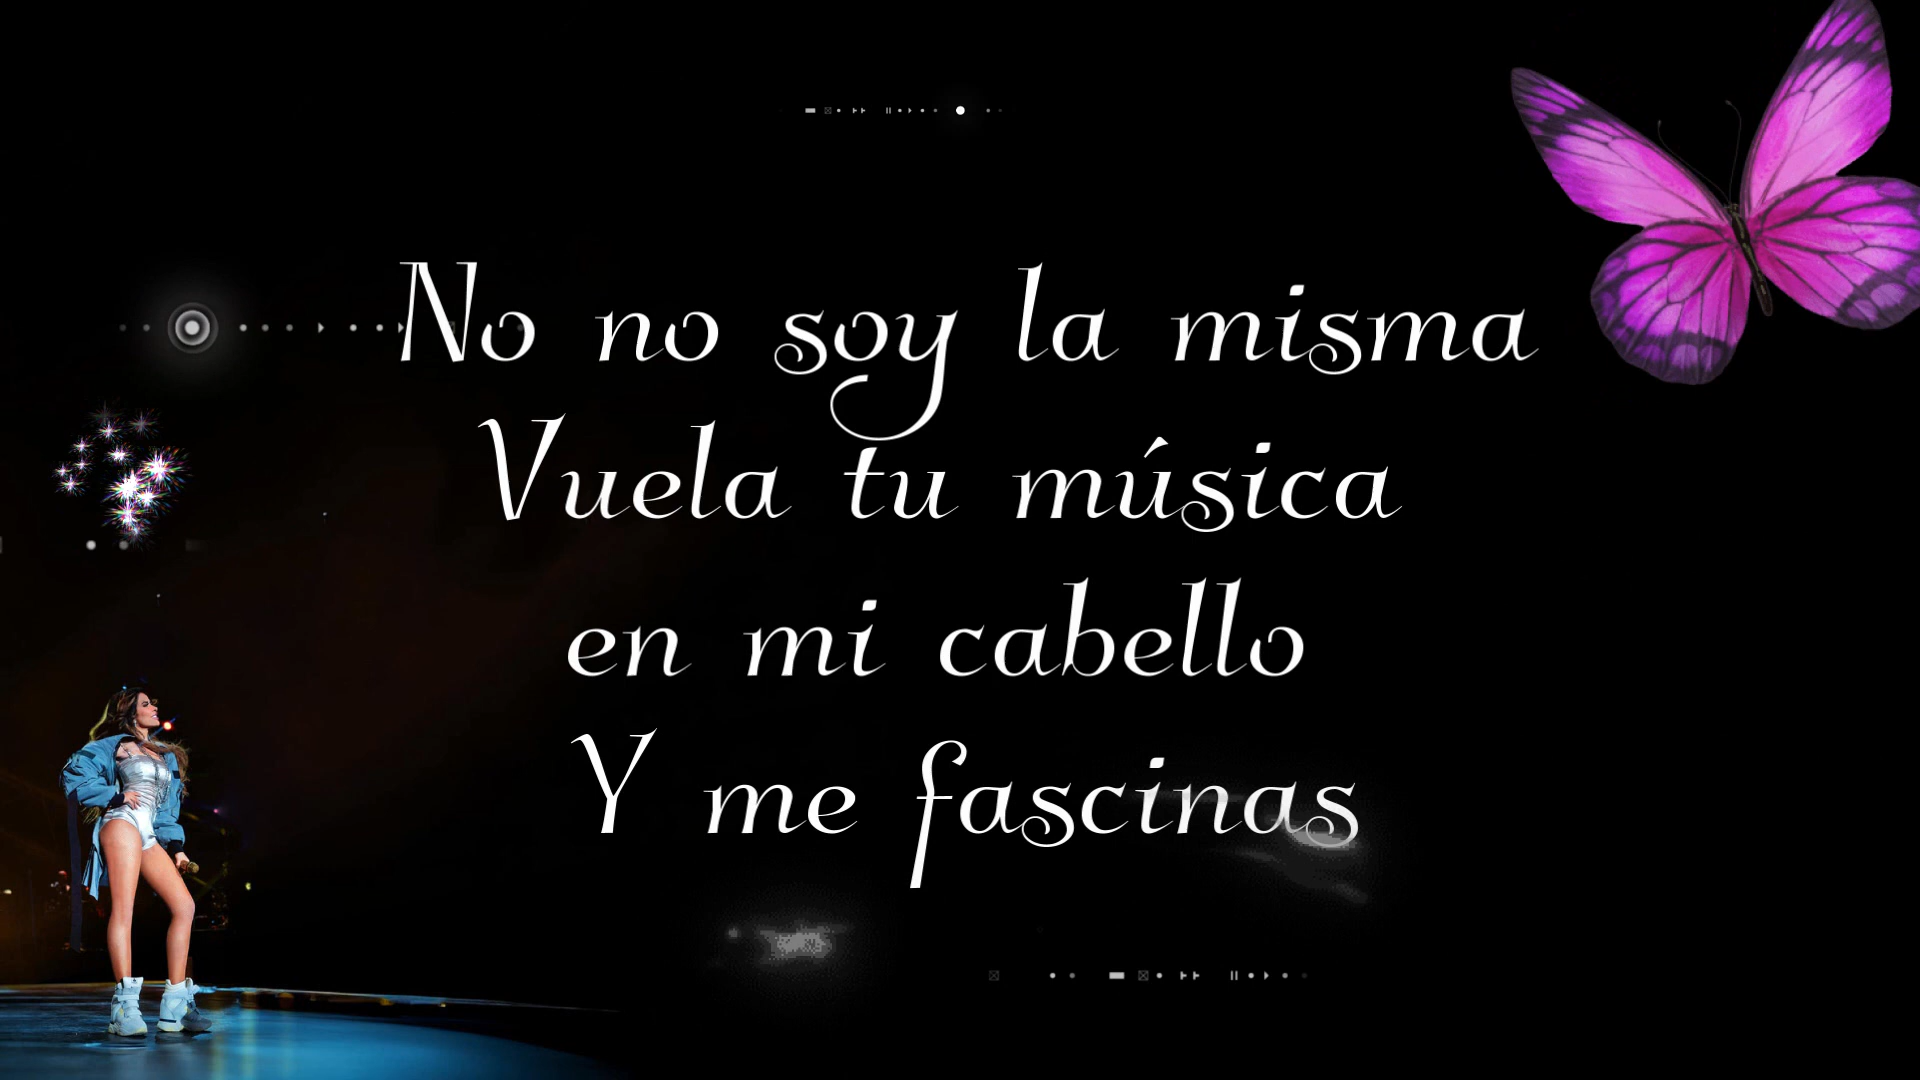 No no soy la misma
Vuela tu música
en mi cabello
Y me fascinas